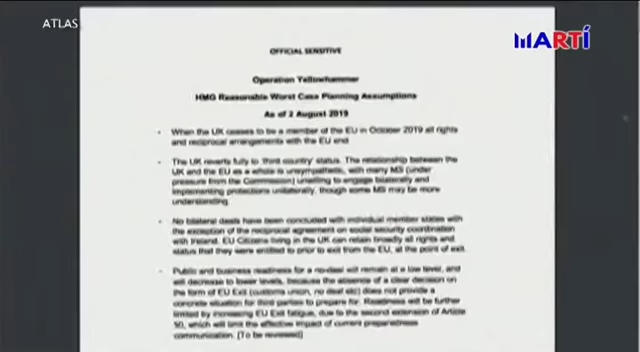 ATLAS
MARTÍ
OFFICIAL SENSITIVE
Operation Yellowhammer
HMG Reasonable Worst Case Planning Assumptions
As of 2 August 2019
- When the UK ceases to be a member of the EU in October 2019 all rights
and reciprocal arrangements with the EU end.
- The UK reverts fully to 'third country' status. The relationship between the
UK and the EU as a whole is unsympathetic, with many MS (under
pressure from the Commission) unwilling to engage bilaterally and
implementing protections unilaterally, though some MS may be more
understanding.
- No bilateral deals have been concluded with individual member states with
the exception of the reciprocal agreement on social security coordination
with Ireland. EU Citizens living in the UK can retain broadly all rights and
status that they were entitled to prior to exit from the EU, at the point of exit.
- Public and business readiness for a no-deal will remain at a low level, and
will decrease to lower levels, because the absence of a clear decision on
the form of EU Exit (customs union, no deal etc) does not provide a
concrete situation for third parties to prepare for. Readiness will be further
limited by increasing EU Exit fatigue, due to the second extension of Article
50, which will limit the effective impact of current preparedness
communication. [To be reviewed]